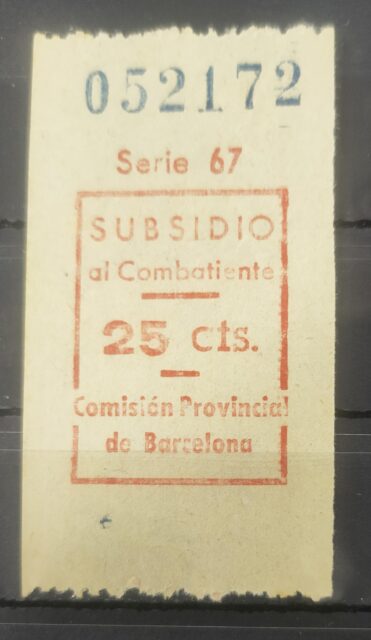 052172
Serie 67
SUBSIDIO
al Combatiente
25 cts.
Comisión Provincial
de Barcelona